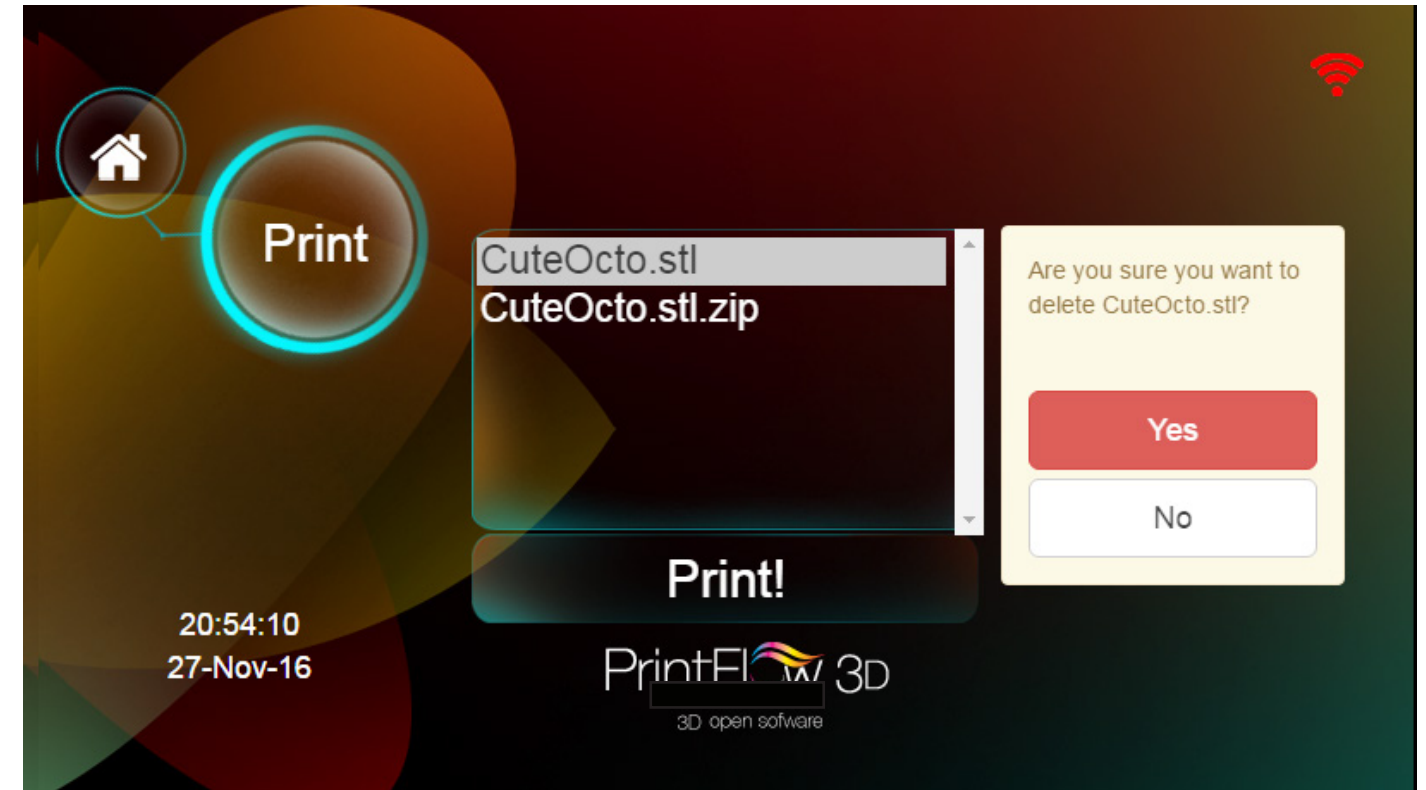 Print
CuteOcto.stl
CuteOcto.stl.zip
Are you sure you want to
delete CuteOcto.stl?
Yes
No
Print!
20:54:10
27-Nov-16
PrintFlow 3D
3D open sofware